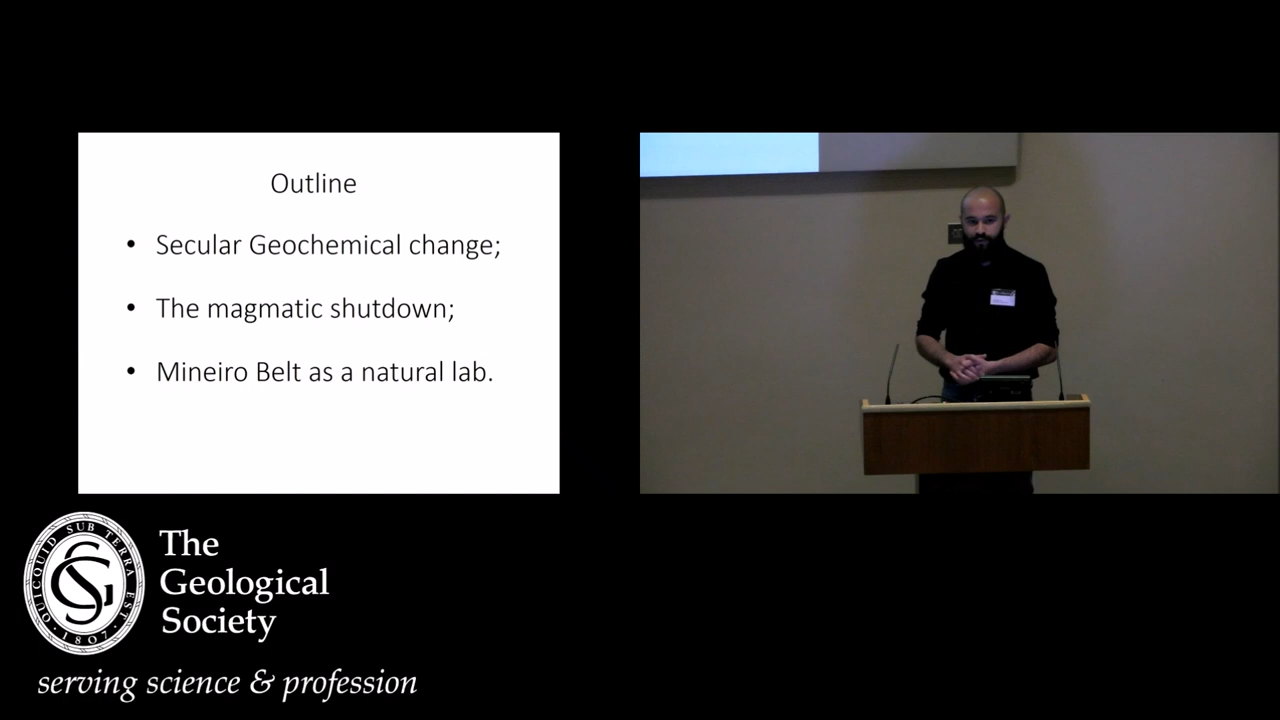 Outline
• Secular Geochemical change;
• The magmatic shutdown;
• Mineiro Belt as a natural lab.
QUICQUID SUB TERRA EST
· 1807 ·
The
Geological
Society
serving science & profession